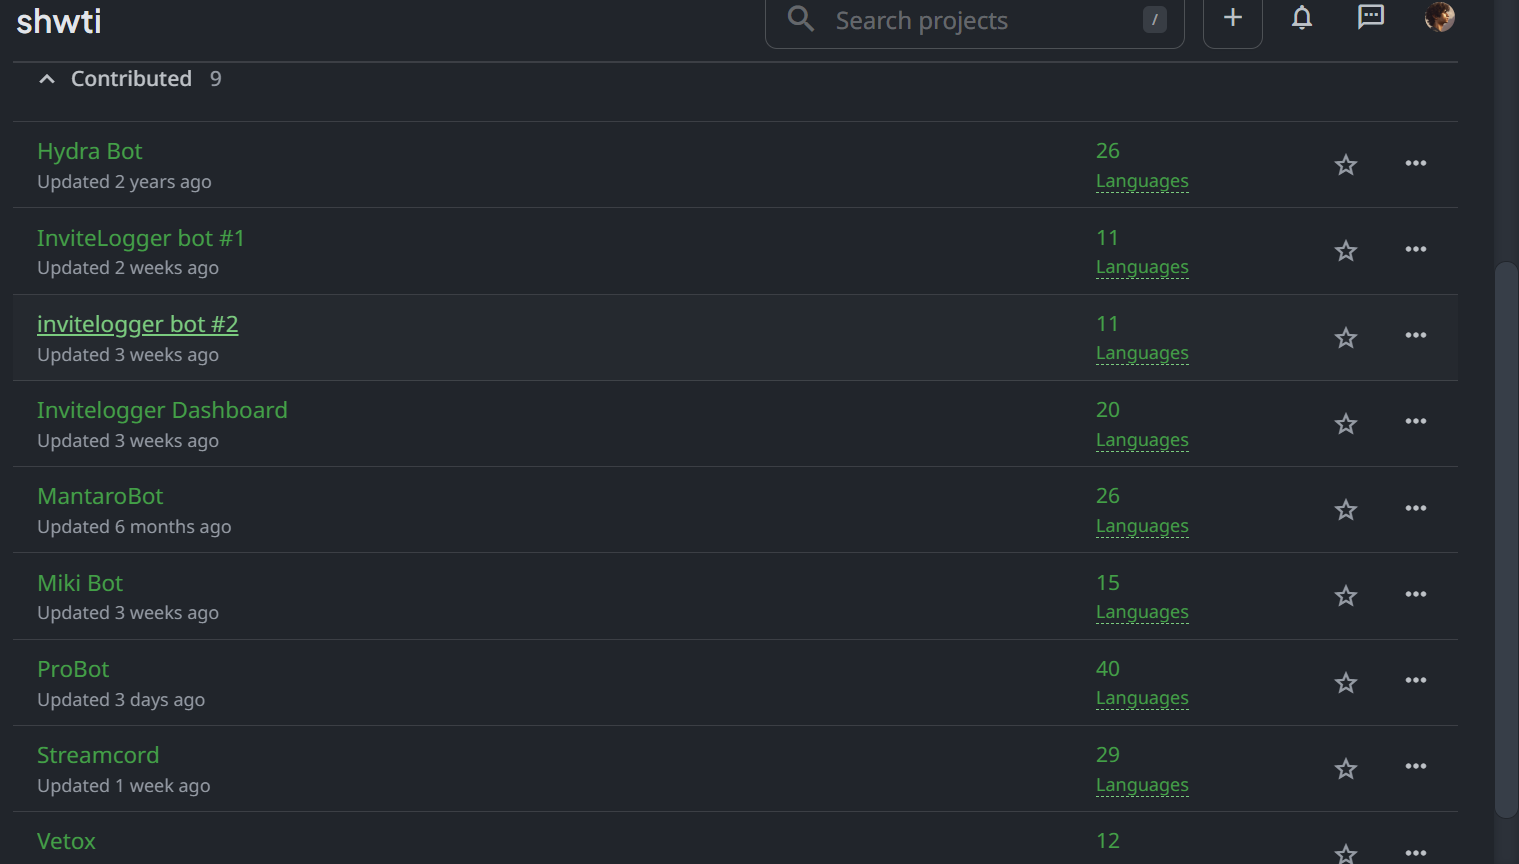 shwti
Search projects /
Contributed 9
Hydra Bot 26
Updated 2 years ago Languages
InviteLogger bot #1 11
Updated 2 weeks ago Languages
invitelogger bot #2 11
Updated 3 weeks ago Languages
Invitelogger Dashboard 20
Updated 3 weeks ago Languages
MantaroBot 26
Updated 6 months ago Languages
Miki Bot 15
Updated 3 weeks ago Languages
ProBot 40
Updated 3 days ago Languages
Streamcord 29
Updated 1 week ago Languages
Vetox 12